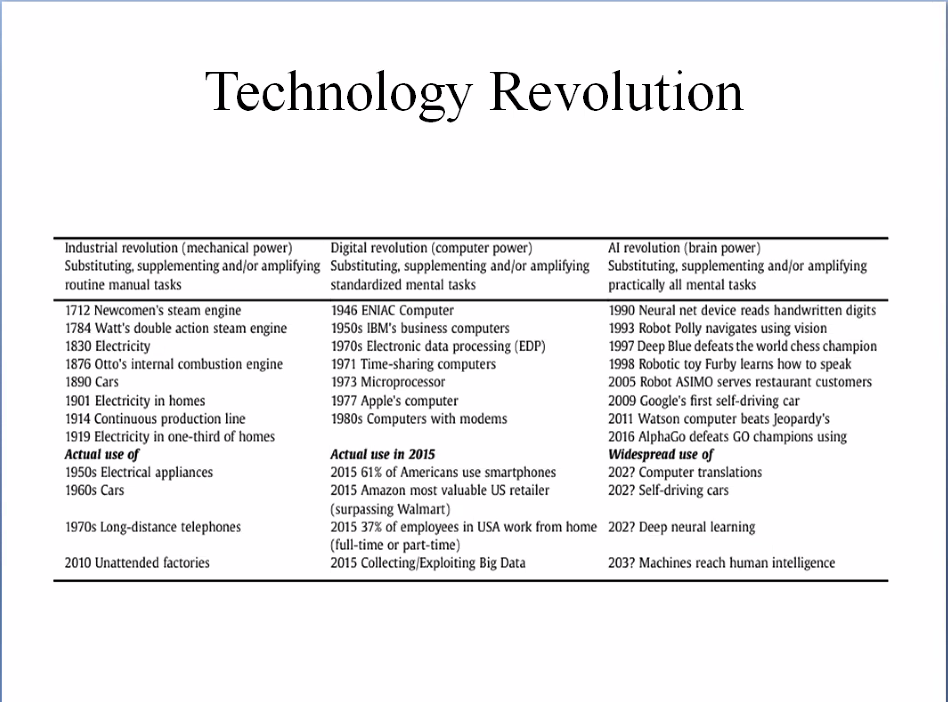 Technology Revolution
Industrial revolution (mechanical power) Digital revolution (computer power) AI revolution (brain power)
Substituting, supplementing and/or amplifying Substituting, supplementing and/or amplifying Substituting, supplementing and/or amplifying
routine manual tasks standardized mental tasks practically all mental tasks
1712 Newcomen's steam engine 1946 ENIAC Computer 1990 Neural net device reads handwritten digits
1784 Watt's double action steam engine 1950s IBM's business computers 1993 Robot Polly navigates using vision
1830 Electricity 1970s Electronic data processing (EDP) 1997 Deep Blue defeats the world chess champion
1876 Otto's internal combustion engine 1971 Time-sharing computers 1998 Robotic toy Furby learns how to speak
1890 Cars 1973 Microprocessor 2005 Robot ASIMO serves restaurant customers
1901 Electricity in homes 1977 Apple's computer 2009 Google's first self-driving car
1914 Continuous production line 1980s Computers with modems 2011 Watson computer beats Jeopardy's
1919 Electricity in one-third of homes 2016 AlphaGo defeats GO champions using
Actual use of Actual use in 2015 Widespread use of
1950s Electrical appliances 2015 61% of Americans use smartphones 202? Computer translations
1960s Cars 2015 Amazon most valuable US retailer 202? Self-driving cars
(surpassing Walmart)
1970s Long-distance telephones 2015 37% of employees in USA work from home 202? Deep neural learning
(full-time or part-time)
2010 Unattended factories 2015 Collecting/Exploiting Big Data 203? Machines reach human intelligence